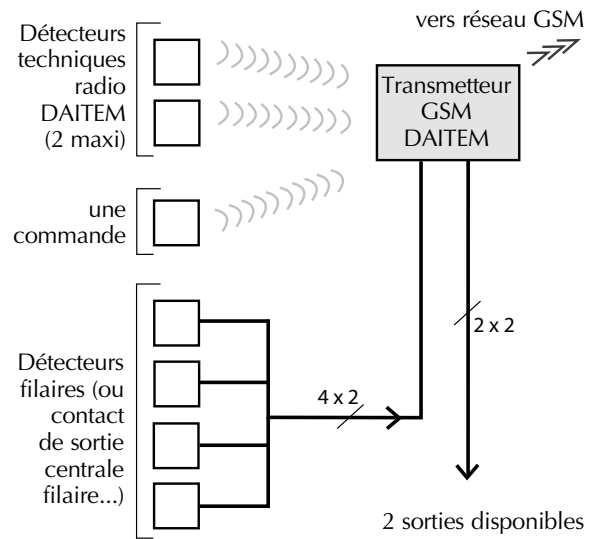 vers réseau GSM
Détecteurs
techniques
radio
DAITEM
(2 maxi)
Transmetteur
GSM
DAITEM
une
commande
2 x 2
Détecteurs
filaires (ou
contact
de sortie
centrale
filaire...)
4 x 2
2 sorties disponibles